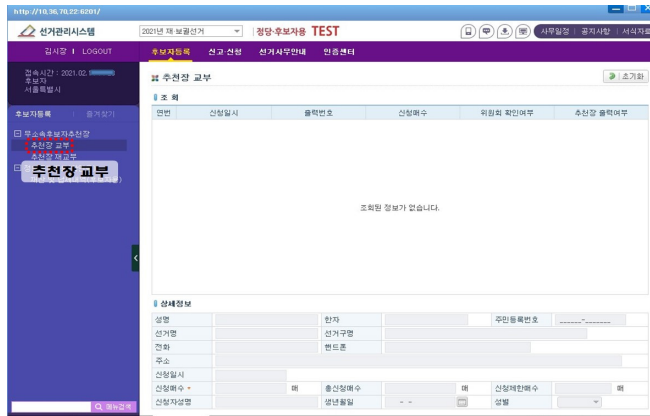 http://10.36.70.22:6201/
선거관리시스템
2021년 재·보궐선거
정당·후보자용 TEST
사무일정 | 공지사항 | 서식자료
김시장 | LOGOUT
후보자등록 신고·신청 선거사무안내 인증센터
접속시간 : 2021.02.1
후보자
서울특별시
추천장 교부
초기화
조 회
후보자등록 즐겨찾기
연번 신청일시 출력번호 신청매수 위원회 확인여부 추천장 출력여부
무소속후보자추천장
추천장 교부
추천장 재교부
추천장 교부
조회된 정보가 없습니다.
상세정보
성명 한자 주민등록번호 ______-_______
선거명 선거구명
전화 핸드폰
주소
신청일시
신청매수 * 매 총신청매수 매 신청제한매수 매
신청자성명 생년월일 - - 성별
메뉴검색